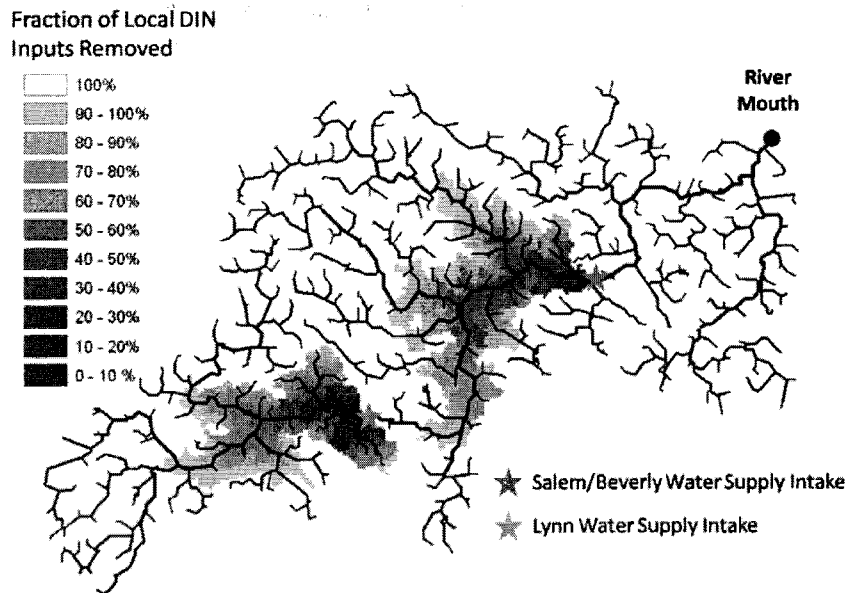 Fraction of Local DIN
Inputs Removed
100%
90 - 100%
80 - 90%
70 - 80%
60 - 70%
50 - 60%
40 - 50%
30 - 40%
20 - 30%
10 - 20%
0 - 10 %
River
Mouth
Salem/Beverly Water Supply Intake
Lynn Water Supply Intake